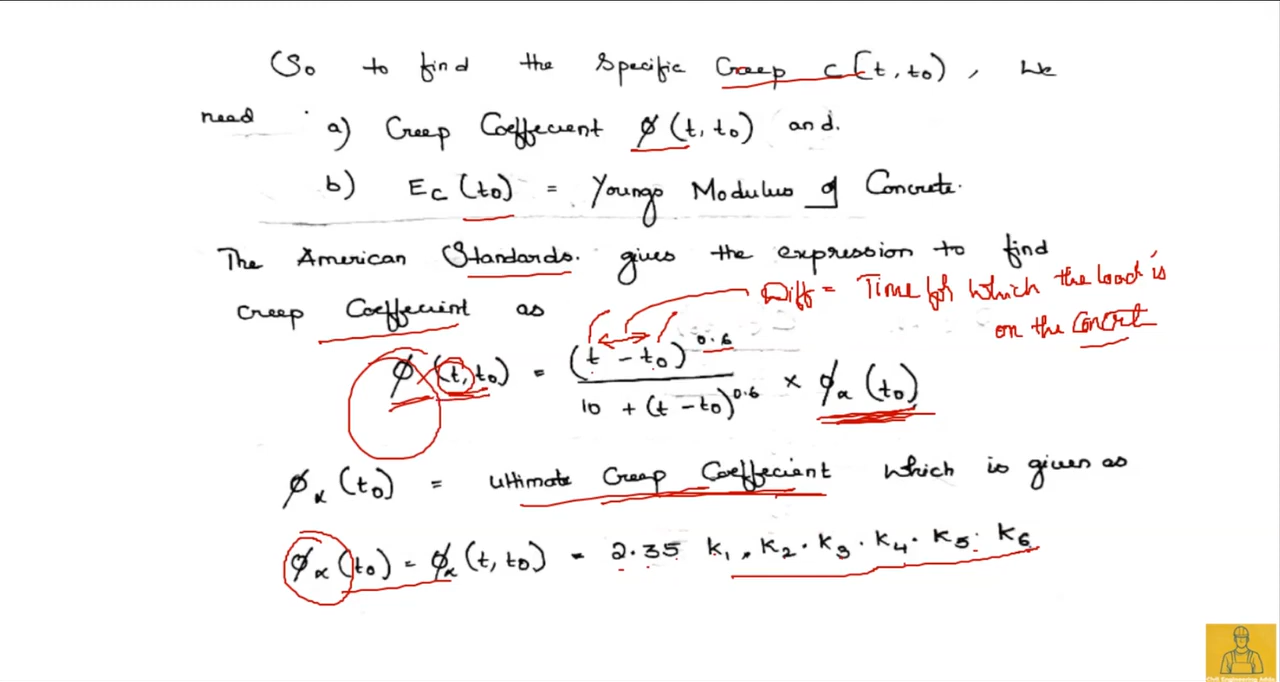 So to find the Specific Creep C(t, t0), We
need a) Creep Coeffecient ϕ(t, t0) and.
b) Ec(t0) = Youngs Modulus of Concrete.
The American Standards. gives the expression to find
Creep Coeffecient as
Diff = Time for which the load is
on the Concret
ϕ(t, t0) = (t - t0)^0.6 / 10 + (t - t0)^0.6 × ϕα(t0)
ϕα(t0) = Ultimate Creep Coeffecient which is given as
ϕα(t0) = ϕα(t, t0) = 2.35 K1 . K2 . K3 . K4 . K5 . K6